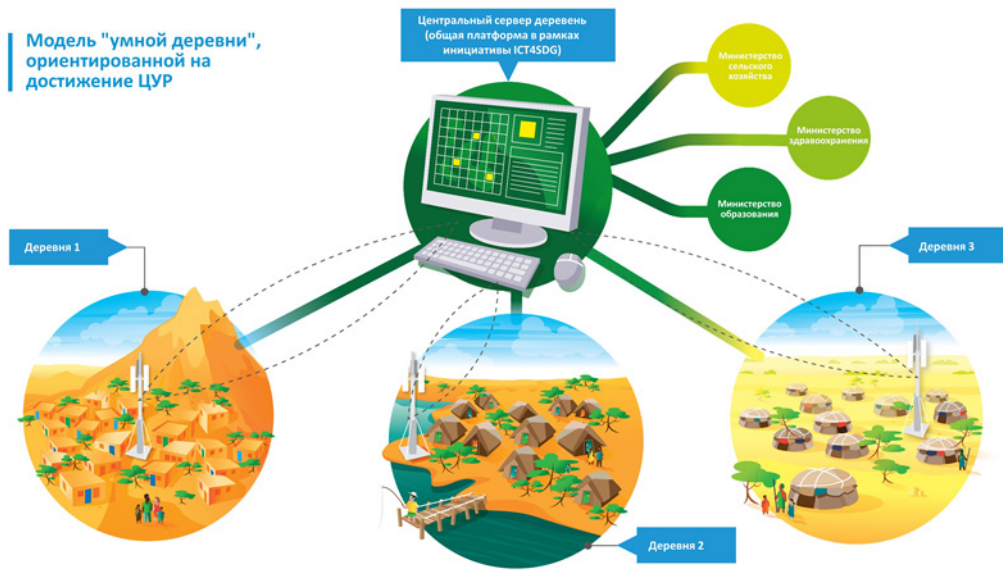 Модель "умной деревни",
ориентированной на
достижение ЦУР
Центральный сервер деревень
(общая платформа в рамках
инициативы ICT4SDG)
Министерство
сельского
хозяйства
Министерство
здравоохранения
Министерство
образования
Деревня 1
Деревня 3
Деревня 2